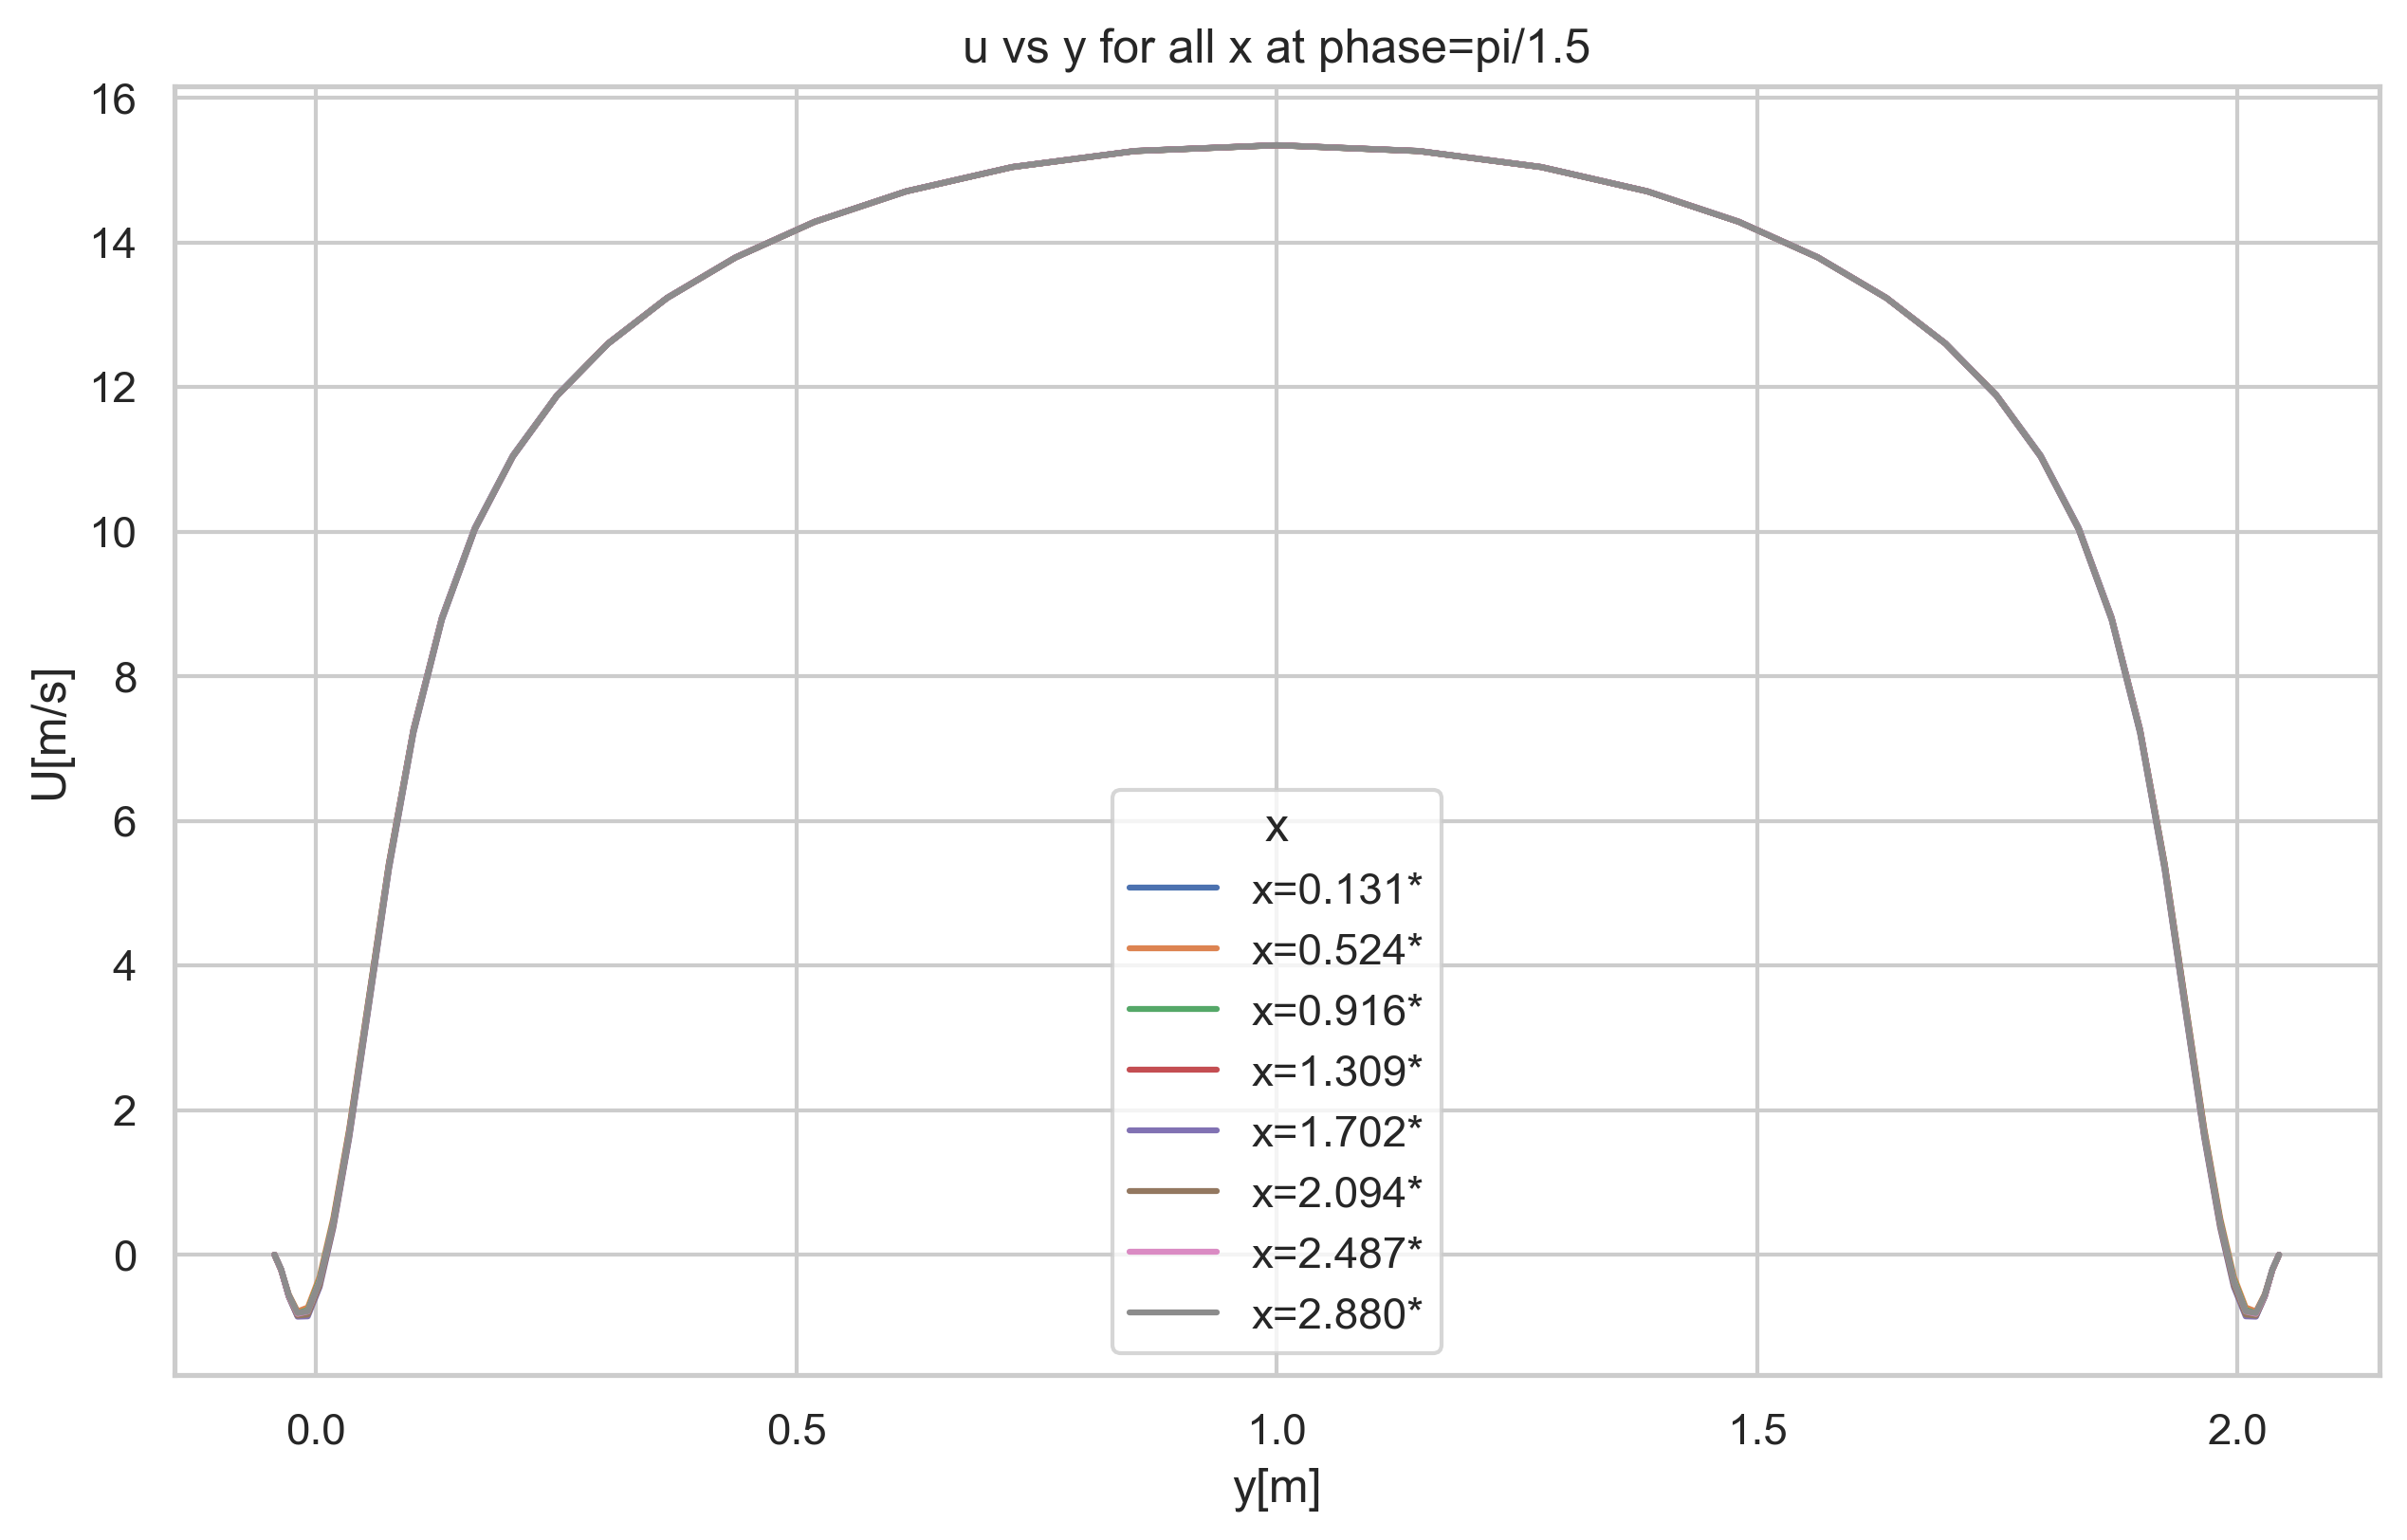 u vs y for all x at phase=pi/1.5
16
14
12
10
8
6
4
2
0
U[m/s]
x
x=0.131*
x=0.524*
x=0.916*
x=1.309*
x=1.702*
x=2.094*
x=2.487*
x=2.880*
0.0 0.5 1.0 1.5 2.0
y[m]